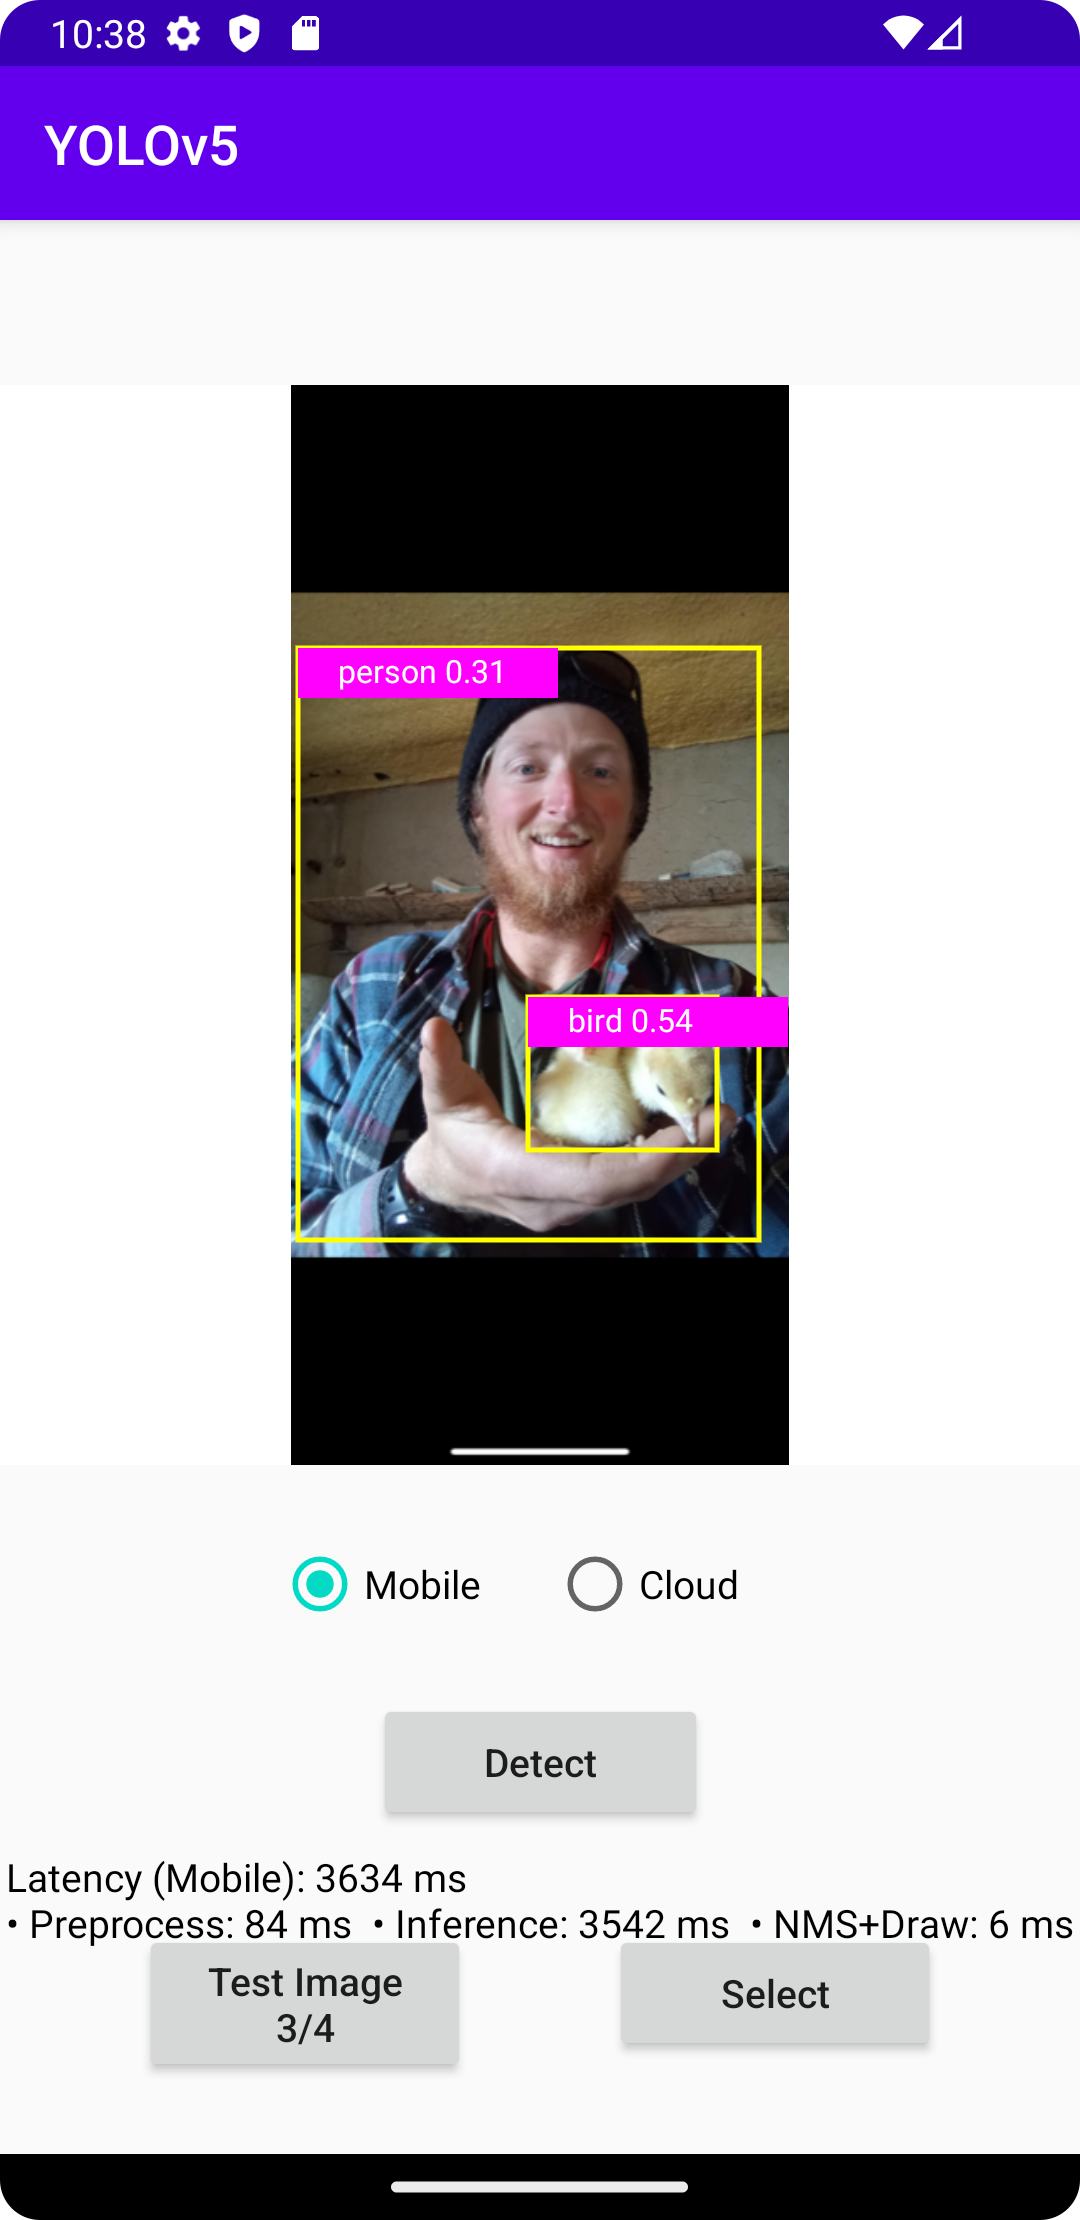 10:38
YOLOv5
person 0.31
bird 0.54
Mobile
Cloud
Detect
Latency (Mobile): 3634 ms
• Preprocess: 84 ms • Inference: 3542 ms • NMS+Draw: 6 ms
Test Image
3/4
Select